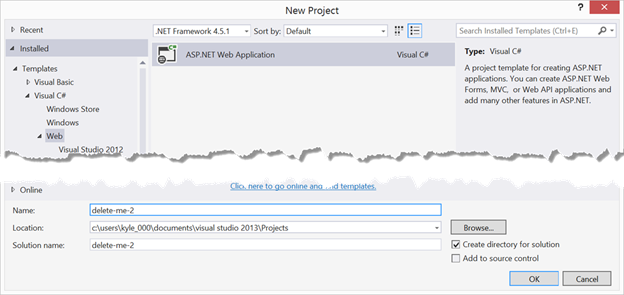 New Project
? ×
Recent
.NET Framework 4.5.1
Sort by: Default
Search Installed Templates (Ctrl+E)
Installed
Templates
Visual Basic
Visual C#
Windows Store
Windows
Web
Visual Studio 2012
ASP.NET Web Application
Visual C#
Type: Visual C#
A project template for creating ASP.NET
applications. You can create ASP.NET Web
Forms, MVC, or Web API applications and
add many other features in ASP.NET.
Online
Click here to go online and find templates.
Name:
delete-me-2
Location:
c:\users\kyle_000\documents\visual studio 2013\Projects
Browse...
Solution name:
delete-me-2
Create directory for solution
Add to source control
OK
Cancel